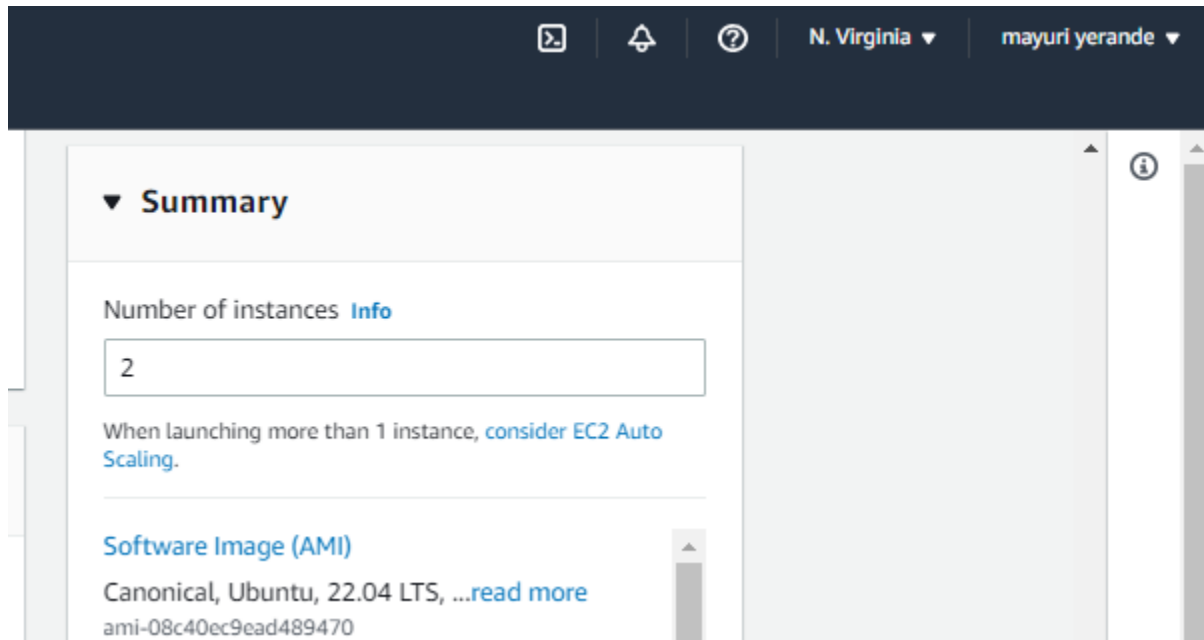 N. Virginia ▼ mayuri yerande ▼
▼ Summary
Number of instances Info
2
When launching more than 1 instance, consider EC2 Auto
Scaling.
Software Image (AMI)
Canonical, Ubuntu, 22.04 LTS, ...read more
ami-08c40ec9ead489470